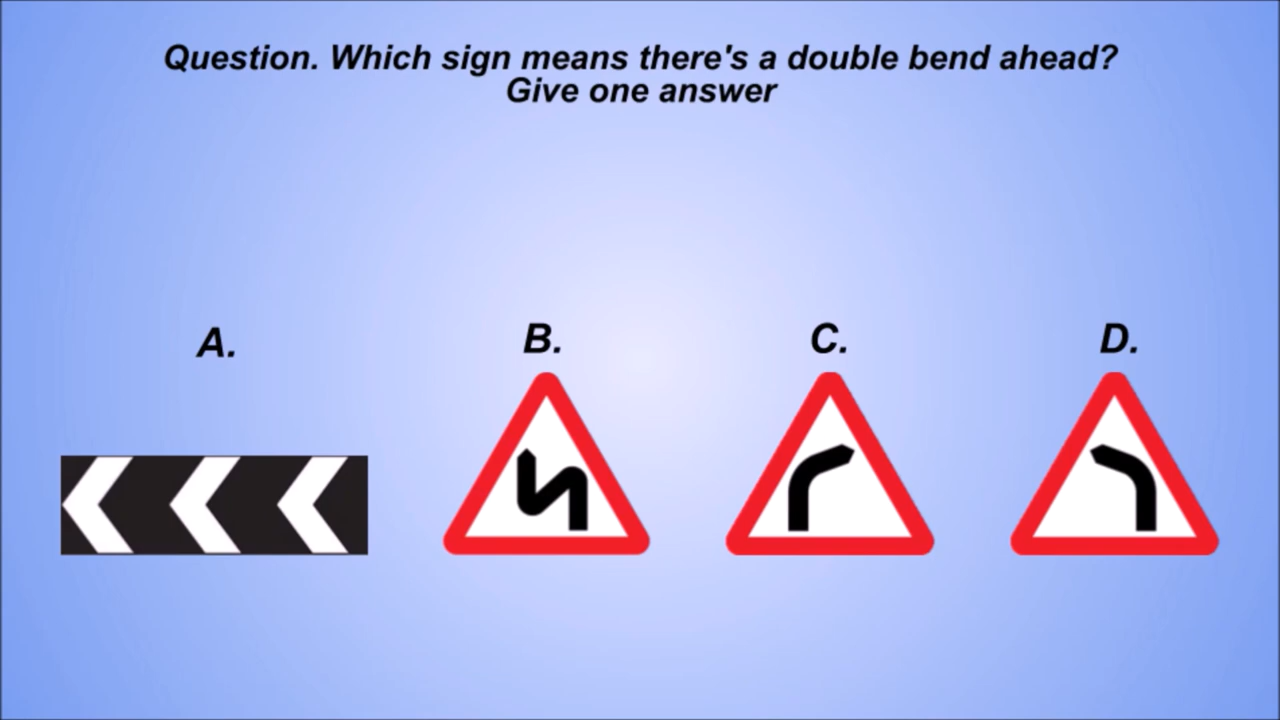 Question. Which sign means there's a double bend ahead?
Give one answer
A.
B.
C.
D.